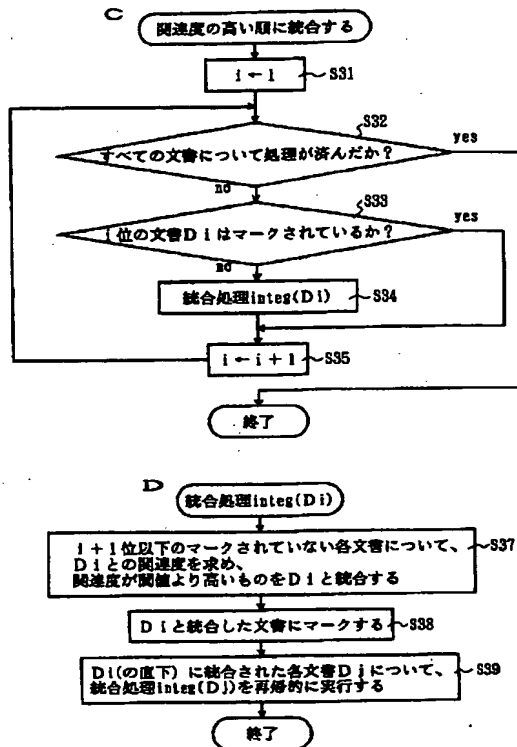 C
関連度の高い順に統合する
i ← 1
S31
S32
すべての文書について処理が済んだか？
yes
no
S33
i 位の文書D i はマークされているか？
yes
no
統合処理integ(Di)
S34
i ← i + 1
S35
終了
D
統合処理integ(Di)
i + 1 位以下のマークされていない各文書について、
D i との関連度を求め、
関連度が閾値より高いものをD i と統合する
S37
D i と統合した文書にマークする
S38
Di(の直下) に統合された各文書D j について、
統合処理integ(Dj)を再帰的に実行する
S39
終了